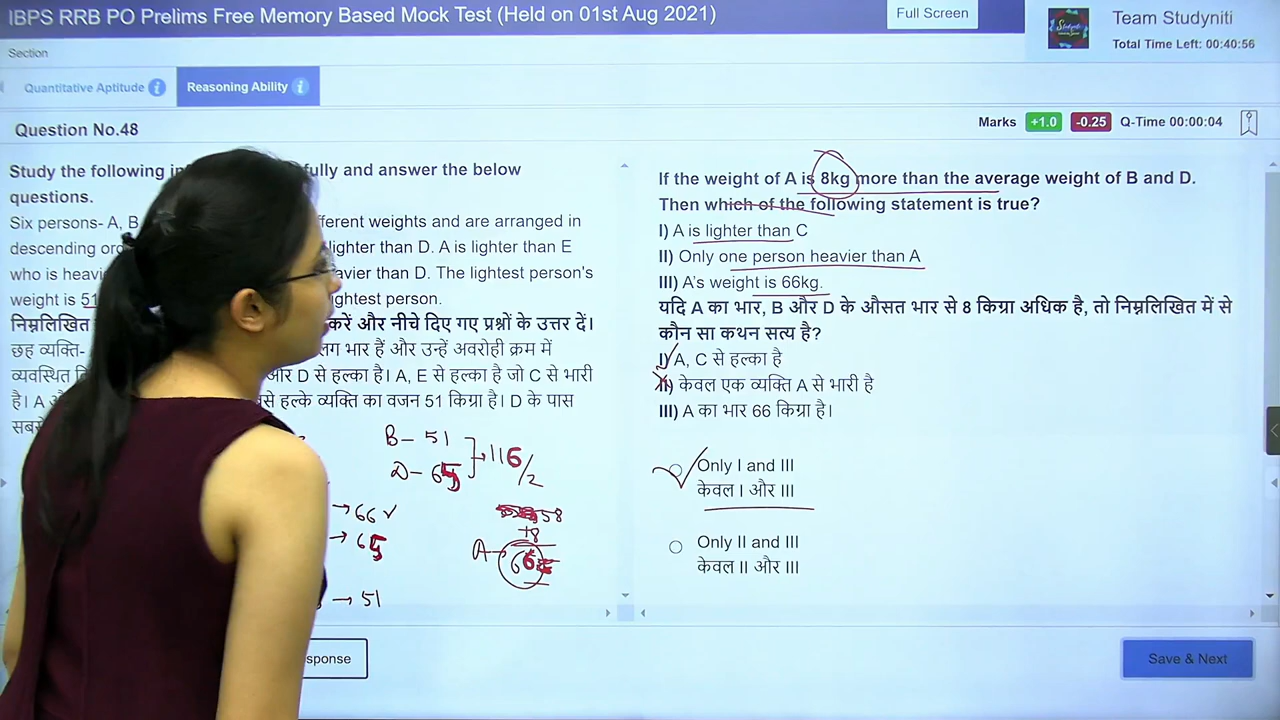 IBPS RRB PO Prelims Free Memory Based Mock Test (Held on 01st Aug 2021)
Full Screen
Studyniti
Team Studyniti
Total Time Left: 00:40:56
Section
Quantitative Aptitude i
Reasoning Ability i
Question No.48
Marks +1.0 -0.25 Q-Time 00:00:04
Study the following in fully and answer the below
questions.
Six persons- A, B ferent weights and are arranged in
descending ord lighter than D. A is lighter than E
who is heavi avier than D. The lightest person's
weight is 51 ghtest person.
निम्नलिखित करें और नीचे दिए गए प्रश्नों के उत्तर दें।
छह व्यक्ति- लग भार हैं और उन्हें अवरोही क्रम में
व्यवस्थित और D से हल्का है। A, E से हल्का है जो C से भारी
है। A से हल्के व्यक्ति का वजन 51 किग्रा है। D के पास
सब
B - 51
D - 65
116/2
58
+8
A - 66
→ 66 ✓
→ 65
→ 51
ponse
If the weight of A is 8kg more than the average weight of B and D.
Then which of the following statement is true?
I) A is lighter than C
II) Only one person heavier than A
III) A's weight is 66kg.
यदि A का भार, B और D के औसत भार से 8 किग्रा अधिक है, तो निम्नलिखित में से
कौन सा कथन सत्य है?
I) A, C से हल्का है
II) केवल एक व्यक्ति A से भारी है
III) A का भार 66 किग्रा है।
Only I and III
केवल I और III
Only II and III
केवल II और III
Save & Next